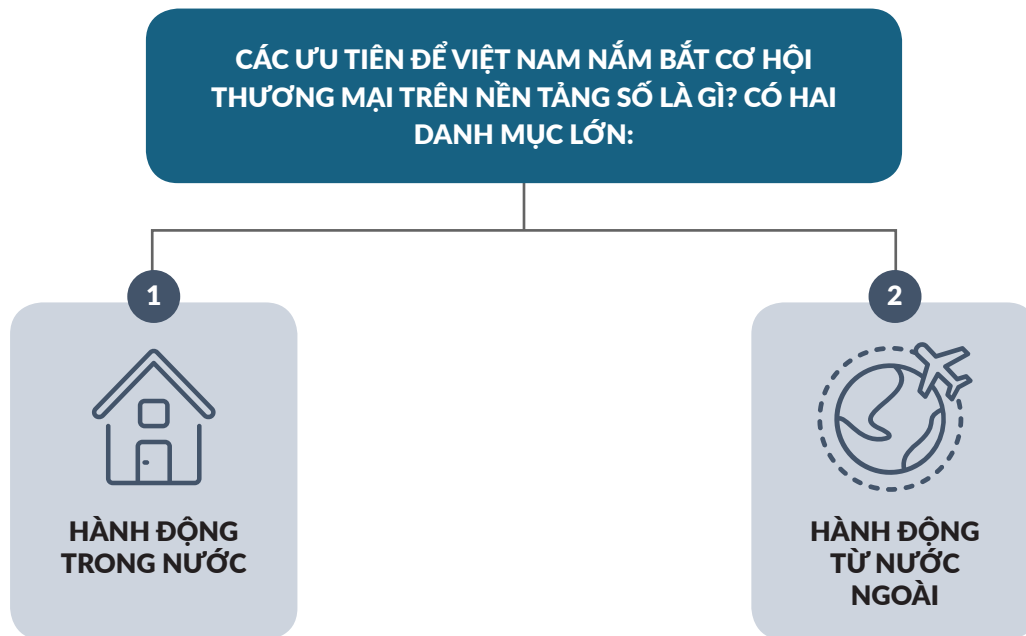 CÁC ƯU TIÊN ĐỂ VIỆT NAM NẮM BẮT CƠ HỘI
THƯƠNG MẠI TRÊN NỀN TẢNG SỐ LÀ GÌ? CÓ HAI
DANH MỤC LỚN:
1
HÀNH ĐỘNG
TRONG NƯỚC
2
HÀNH ĐỘNG
TỪ NƯỚC
NGOÀI